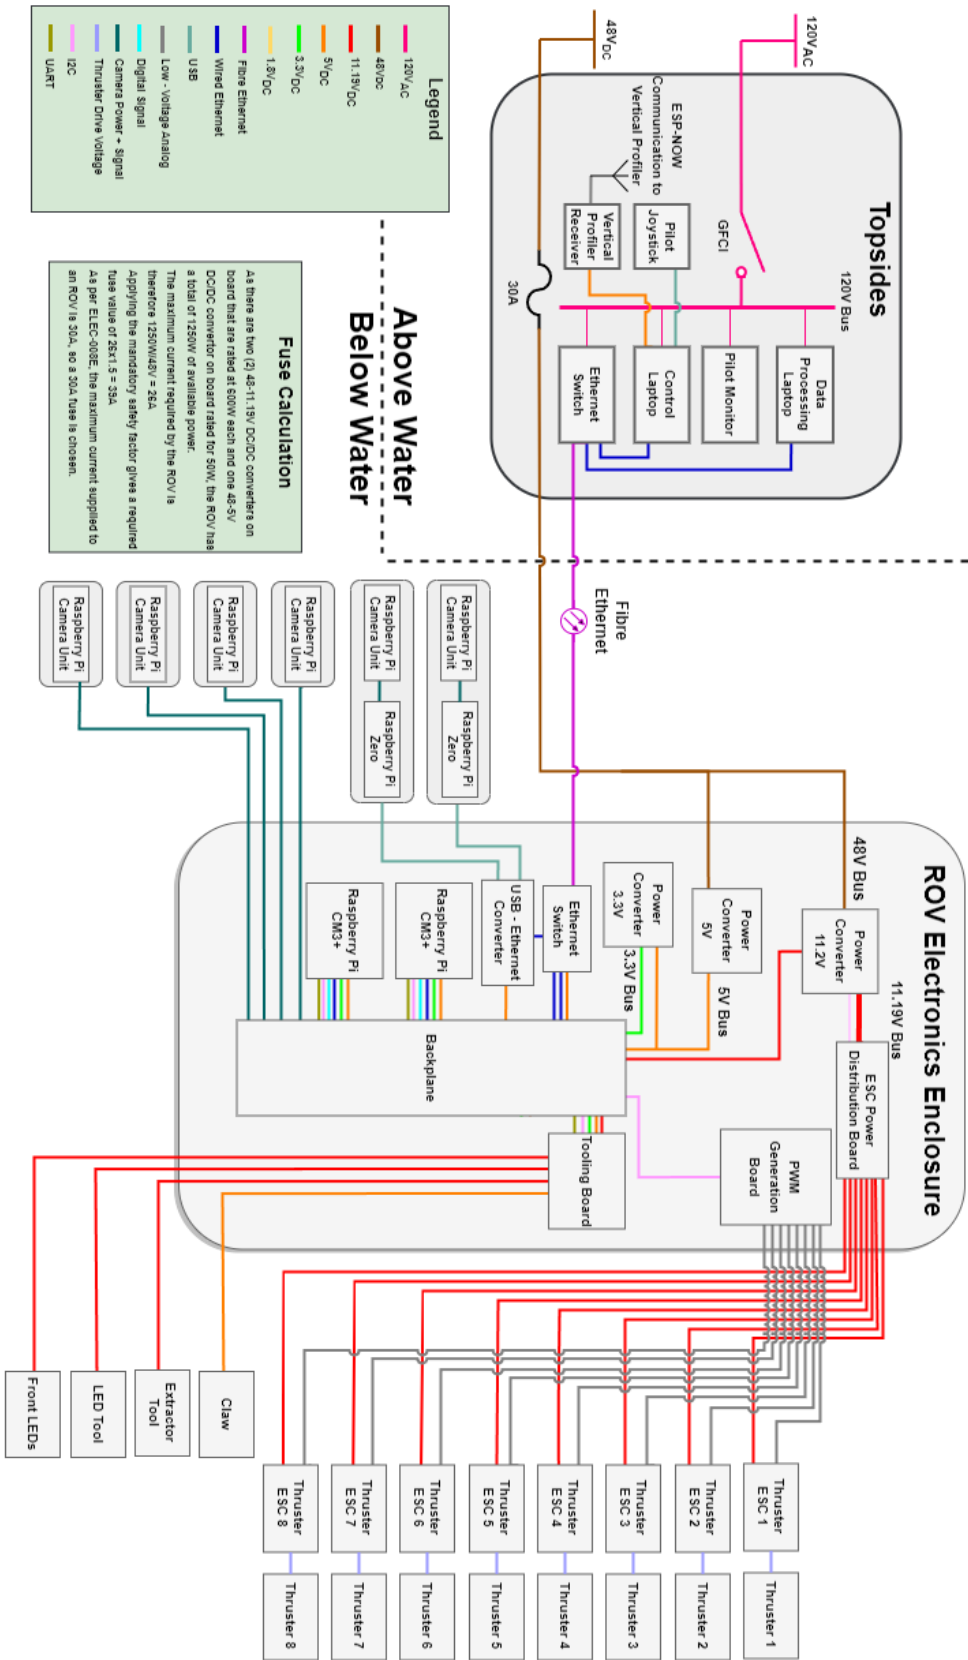 Topsides
120VAC
48VDC
GFCI
120V Bus
30A
ESP-NOW
Communication to
Vertical Profiler
Vertical
Profiler
Receiver
Pilot
Joystick
Data
Processing
Laptop
Pilot Monitor
Control
Laptop
Ethernet
Switch
Legend
120VAC
48VDC
11.19VDC
5VDC
3.3VDC
1.8VDC
Fibre Ethernet
Wired Ethernet
USB
Low - Voltage Analog
Digital Signal
Camera Power + Signal
Thruster Drive Voltage
I2C
UART
Above Water
Below Water
Fuse Calculation
As there are two (2) 48-11.19V DC/DC converters on
board that are rated at 600W each and one 48-5V
DC/DC convertor on board rated for 50W, the ROV has
a total of 1250W of available power.
The maximum current required by the ROV is
therefore 1250W/48V = 26A
Applying the mandatory safety factor gives a required
fuse value of 26x1.5 = 39A
As per ELEC-008E, the maximum current supplied to
an ROV is 30A, so a 30A fuse is chosen.
Fibre
Ethernet
Raspberry Pi
Camera Unit
Raspberry Pi
Zero
Raspberry Pi
Camera Unit
Raspberry Pi
Zero
Raspberry Pi
Camera Unit
Raspberry Pi
Camera Unit
Raspberry Pi
Camera Unit
Raspberry Pi
Camera Unit
ROV Electronics Enclosure
48V Bus
Power
Converter
11.2V
11.19V Bus
ESC Power
Distribution Board
Power
Converter
5V
5V Bus
Power
Converter
3.3V
3.3V Bus
Ethernet
Switch
USB - Ethernet
Converter
Raspberry Pi
CM3+
Raspberry Pi
CM3+
Backplane
PWM
Generation
Board
Tooling Board
Claw
Extractor
Tool
LED Tool
Front LEDs
Thruster
ESC 1
Thruster 1
Thruster
ESC 2
Thruster 2
Thruster
ESC 3
Thruster 3
Thruster
ESC 4
Thruster 4
Thruster
ESC 5
Thruster 5
Thruster
ESC 6
Thruster 6
Thruster
ESC 7
Thruster 7
Thruster
ESC 8
Thruster 8